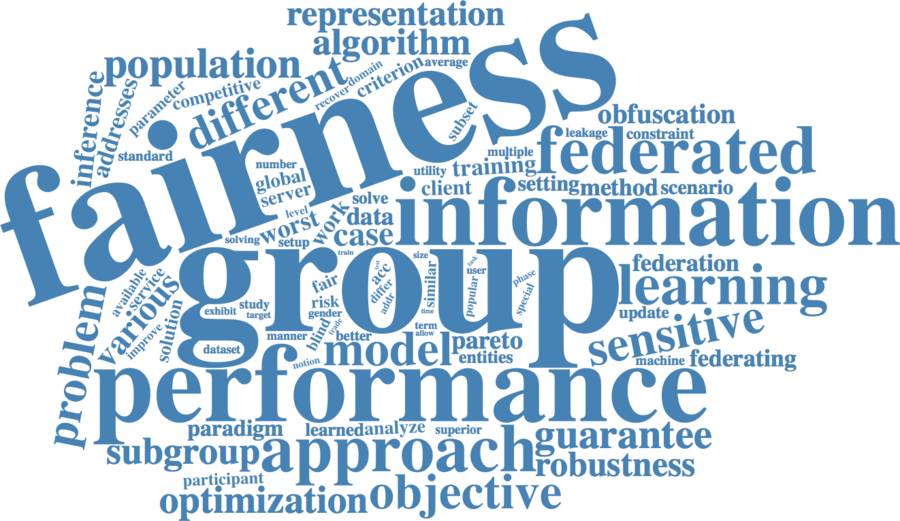 representation
algorithm
population
average
domain
recover
criterion
competitive
different
parameter
inference
addresses
standard
fairness
subset
obfuscation
leakage
constraint
federated
multiple
utility
training
client
setting
method
scenario
number
global
server
solve
level
worst
work
data
information
solving
setup
case
train
size
group
federation
learning
available
service
various
fair
acc
test
differ
addr
similar
time
user
task
popular
phase
special
exhibit
study
target
risk
gender
blind
trade
update
sensitive
problem
improve
solution
dataset
manner
better
term
allow
notion
model
pareto
entities
machine
federating
performance
paradigm
learned
analyze
superior
subgroup
approach
guarantee
robustness
participant
optimization
objective